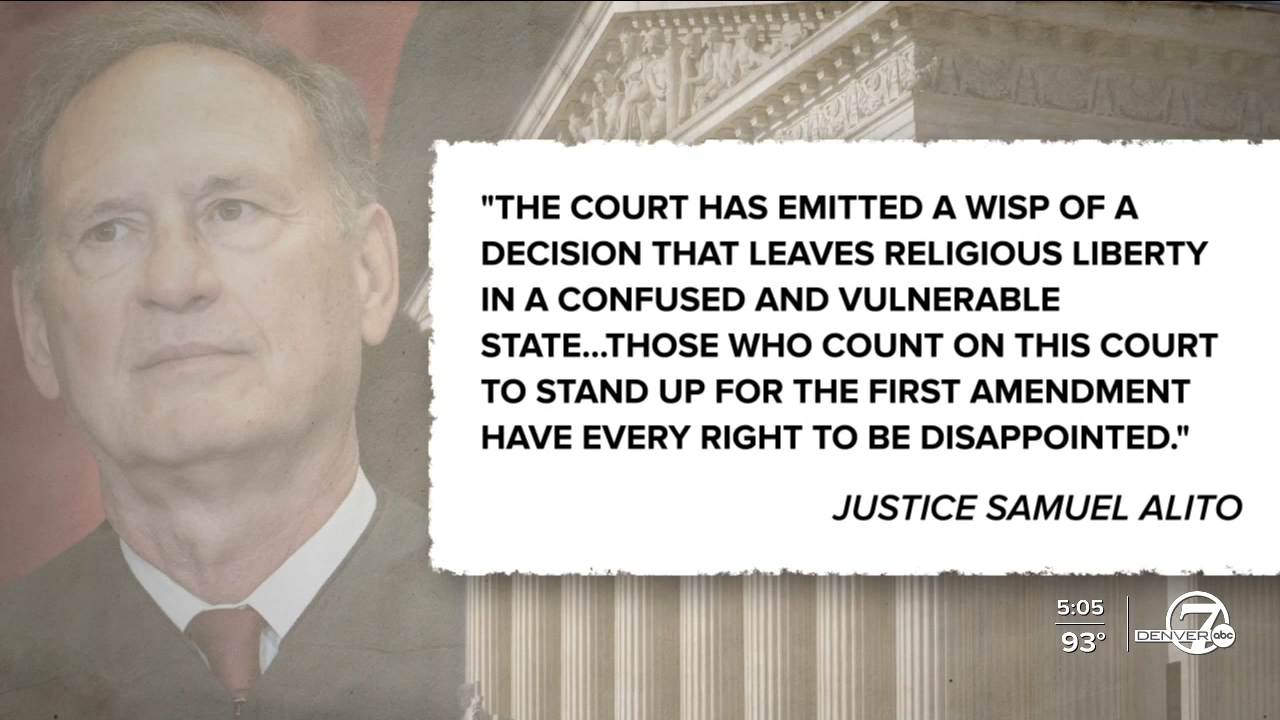 "THE COURT HAS EMITTED A WISP OF A
DECISION THAT LEAVES RELIGIOUS LIBERTY
IN A CONFUSED AND VULNERABLE
STATE...THOSE WHO COUNT ON THIS COURT
TO STAND UP FOR THE FIRST AMENDMENT
HAVE EVERY RIGHT TO BE DISAPPOINTED."
JUSTICE SAMUEL ALITO
5:05
93°
DENVER 7 abc